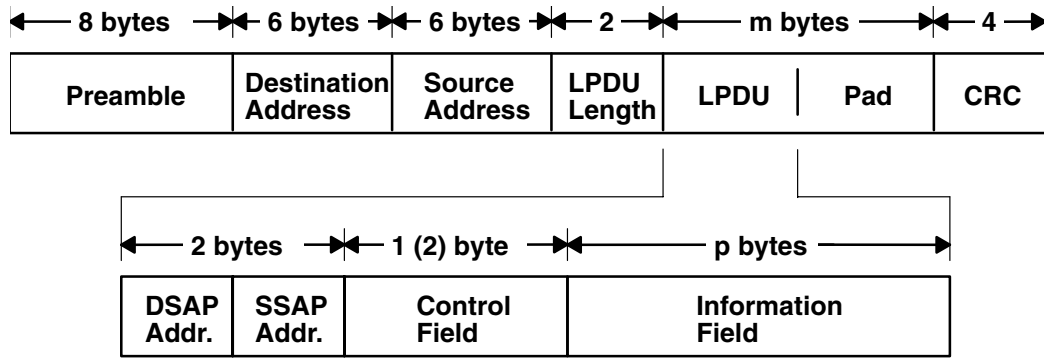 8 bytes 6 bytes 6 bytes 2 m bytes 4
Preamble Destination Address Source Address LPDU Length LPDU Pad CRC
2 bytes 1 (2) byte p bytes
DSAP Addr. SSAP Addr. Control Field Information Field